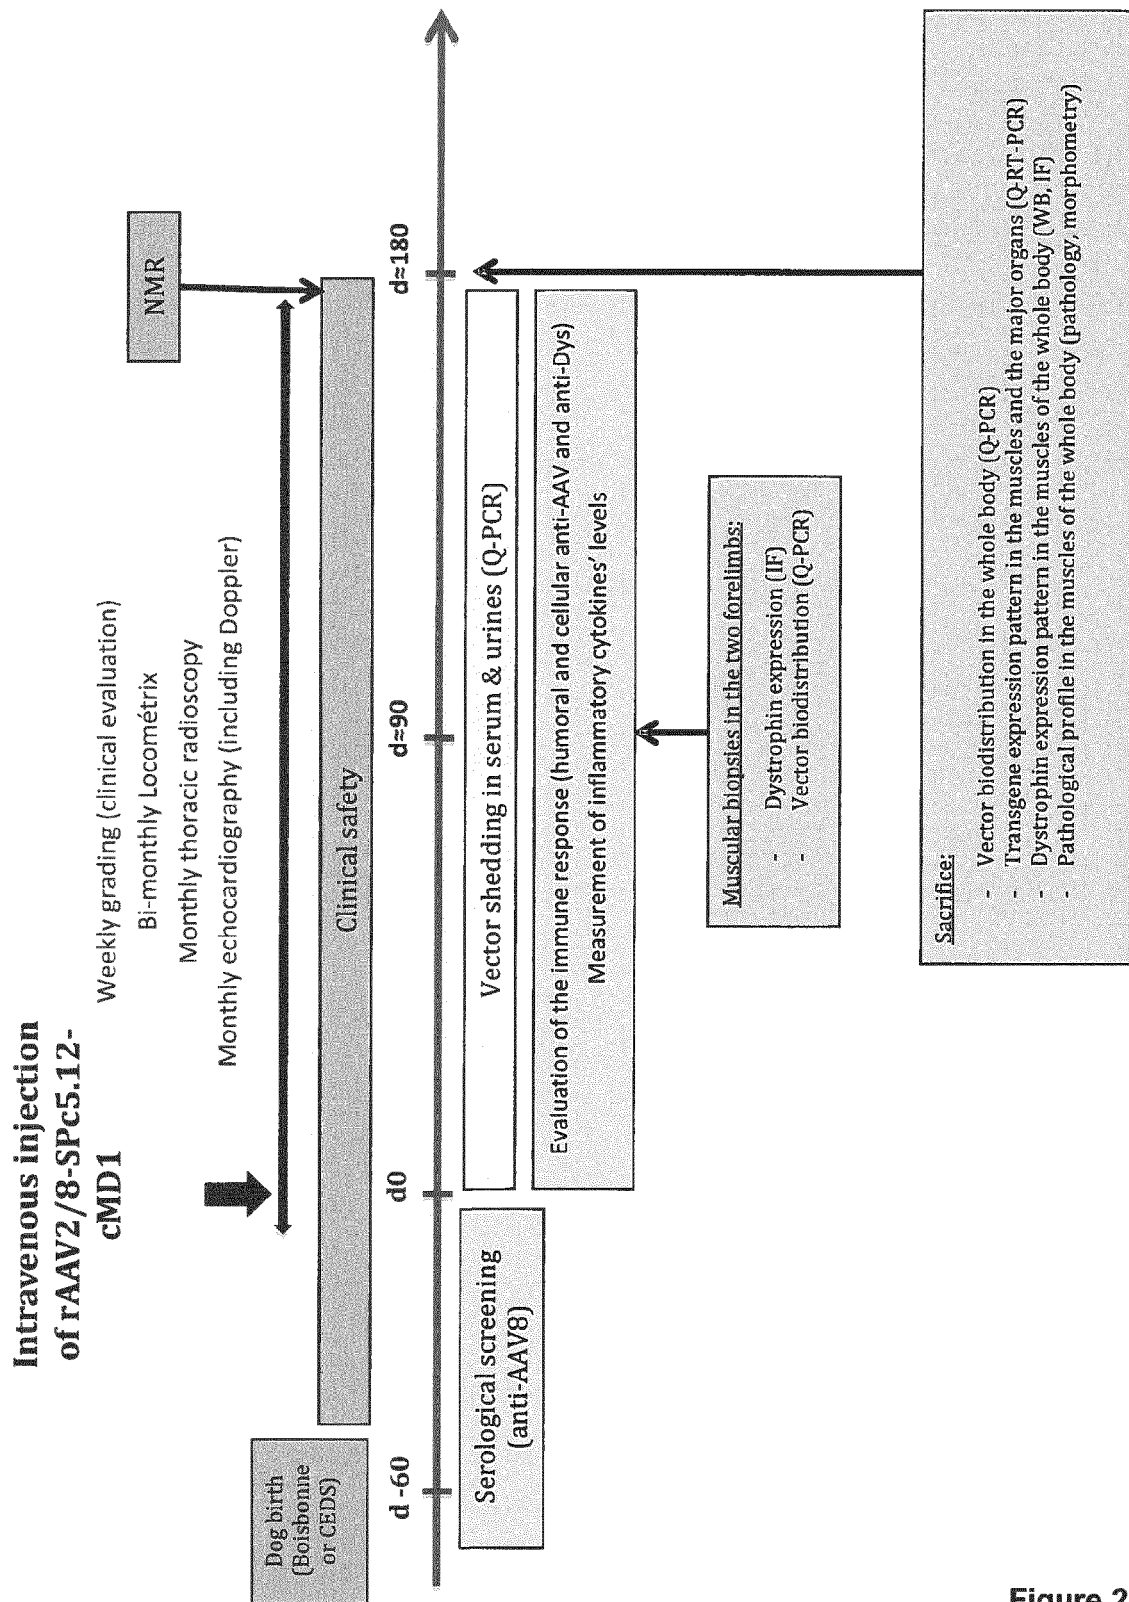 Intravenous injection
of rAAV2/8-SPc5.12-
cMD1
Weekly grading (clinical evaluation)
Bi-monthly Locométrix
Monthly thoracic radioscopy
Monthly echocardiography (including Doppler)
NMR
Dog birth
(Boisbonne
or CEDS)
Clinical safety
d -60
d0
d≈90
d≈180
Serological screening
(anti-AAV8)
Vector shedding in serum & urines (Q-PCR)
Evaluation of the immune response (humoral and cellular anti-AAV and anti-Dys)
Measurement of inflammatory cytokines' levels
Muscular biopsies in the two forelimbs:
- Dystrophin expression (IF)
- Vector biodistribution (Q-PCR)
Sacrifice:
- Vector biodistribution in the whole body (Q-PCR)
- Transgene expression pattern in the muscles and the major organs (Q-RT-PCR)
- Dystrophin expression pattern in the muscles of the whole body (WB, IF)
- Pathological profile in the muscles of the whole body (pathology, morphometry)
Figure 2